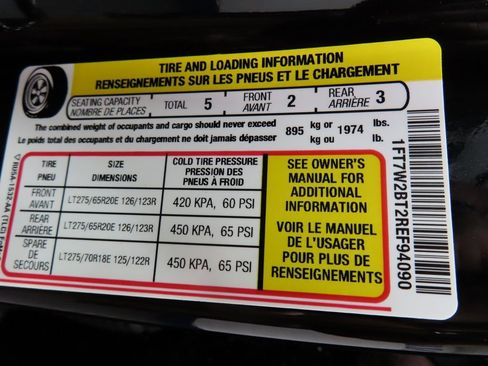 TIRE AND LOADING INFORMATION
RENSEIGNEMENTS SUR LES PNEUS ET LE CHARGEMENT
SEATING CAPACITY TOTAL 5 FRONT 2 REAR 3
NOMBRE DE PLACES AVANT ARRIÈRE
The combined weight of occupants and cargo should never exceed 895 kg or 1974 lbs.
Le poids total des occupants et du chargement ne doit jamais dépasser kg ou lb.
TIRE SIZE COLD TIRE PRESSURE
PNEU DIMENSIONS PRESSION DES
PNEUS À FROID
FRONT
AVANT LT275/65R20E 126/123R 420 KPA, 60 PSI
REAR
ARRIÈRE LT275/65R20E 126/123R 450 KPA, 65 PSI
SPARE
DE SECOURS LT275/70R18E 125/122R 450 KPA, 65 PSI
SEE OWNER'S
MANUAL FOR
ADDITIONAL
INFORMATION
VOIR LE MANUEL
DE L'USAGER
POUR PLUS DE
RENSEIGNEMENTS
1FT7W2BT2REF94090